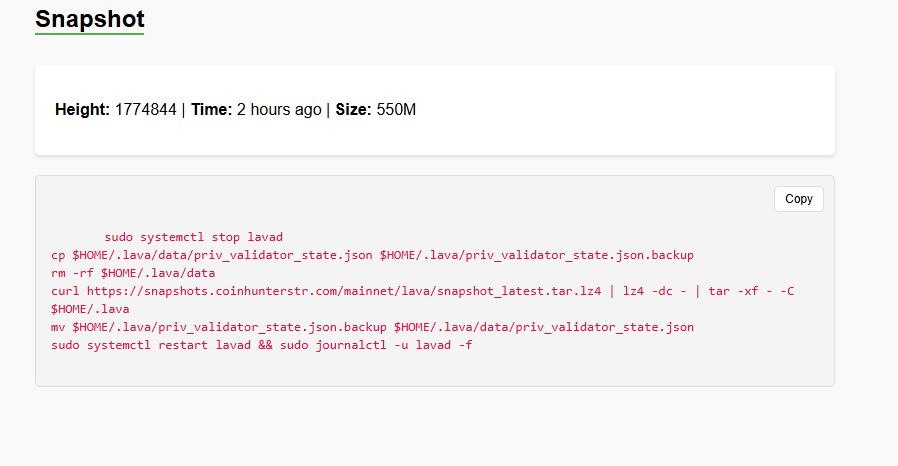 Snapshot
Height: 1774844 | Time: 2 hours ago | Size: 550M
Copy
sudo systemctl stop lavad
cp $HOME/.lava/data/priv_validator_state.json $HOME/.lava/priv_validator_state.json.backup
rm -rf $HOME/.lava/data
curl https://snapshots.coinhunterstr.com/mainnet/lava/snapshot_latest.tar.lz4 | lz4 -dc - | tar -xf - -C
$HOME/.lava
mv $HOME/.lava/priv_validator_state.json.backup $HOME/.lava/data/priv_validator_state.json
sudo systemctl restart lavad && sudo journalctl -u lavad -f